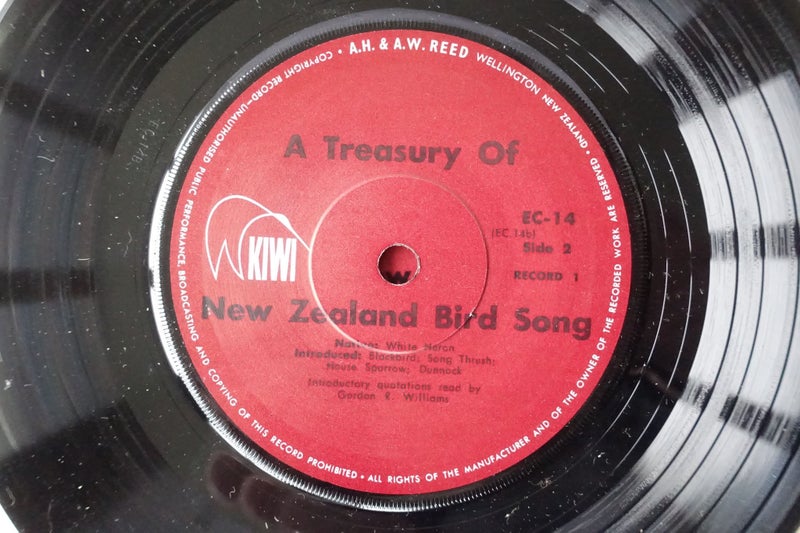 • A.H. & A.W. REED WELLINGTON NEW ZEALAND •
COPYRIGHT RECORD—UNAUTHORISED PUBLIC PERFORMANCE, BROADCASTING AND COPYING OF THIS RECORD PROHIBITED • ALL RIGHTS OF THE MANUFACTURER AND OF THE OWNER OF THE RECORDED WORK ARE RESERVED
A Treasury Of
EC-14
(EC.14b)
Side 2
KIWI
RECORD 1
w
New Zealand Bird Song
Native: White Heron
Introduced: Blackbird; Song Thrush;
House Sparrow; Dunnock
Introductory quotations read by
Gordon R. Williams